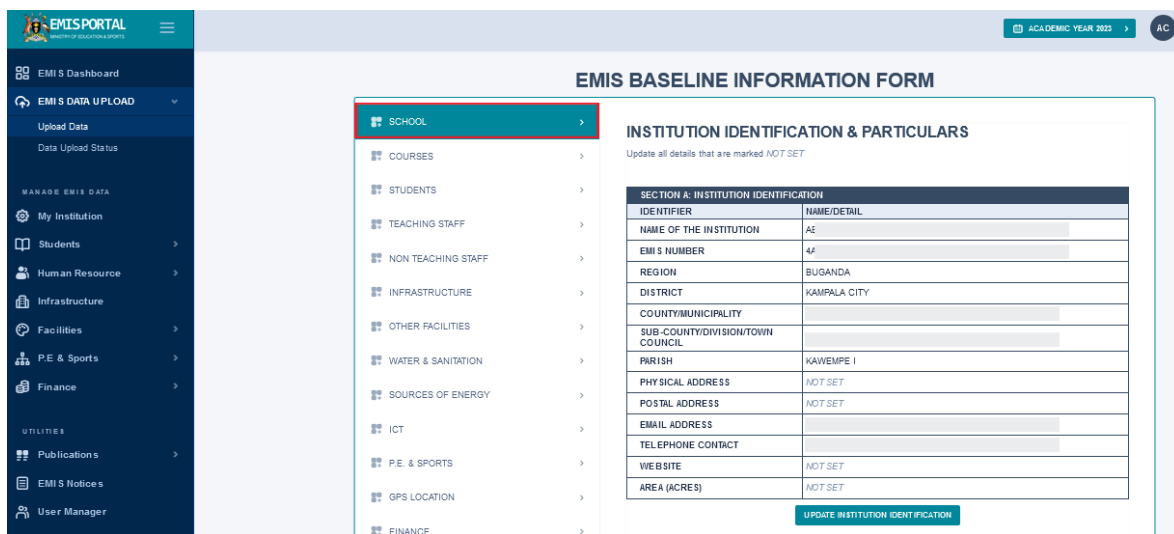 EMIS PORTAL
MINISTRY OF EDUCATION & SPORTS
ACADEMIC YEAR 2023
AC
EMIS Dashboard
EMIS DATA UPLOAD
Upload Data
Data Upload Status
MANAGE EMIS DATA
My Institution
Students
Human Resource
Infrastructure
Facilities
P.E & Sports
Finance
UTILITIES
Publications
EMIS Notices
User Manager
EMIS BASELINE INFORMATION FORM
SCHOOL
COURSES
STUDENTS
TEACHING STAFF
NON TEACHING STAFF
INFRASTRUCTURE
OTHER FACILITIES
WATER & SANITATION
SOURCES OF ENERGY
ICT
P.E. & SPORTS
GPS LOCATION
FINANCE
INSTITUTION IDENTIFICATION & PARTICULARS
Update all details that are marked NOT SET
SECTION A: INSTITUTION IDENTIFICATION
IDENTIFIER NAME/DETAIL
NAME OF THE INSTITUTION
EMIS NUMBER
REGION BUGANDA
DISTRICT KAMPALA CITY
COUNTY/MUNICIPALITY
SUB-COUNTY/DIVISION/TOWN
COUNCIL
PARISH KAWEMPE I
PHYSICAL ADDRESS NOT SET
POSTAL ADDRESS NOT SET
EMAIL ADDRESS
TELEPHONE CONTACT
WEBSITE NOT SET
AREA (ACRES) NOT SET
UPDATE INSTITUTION IDENTIFICATION